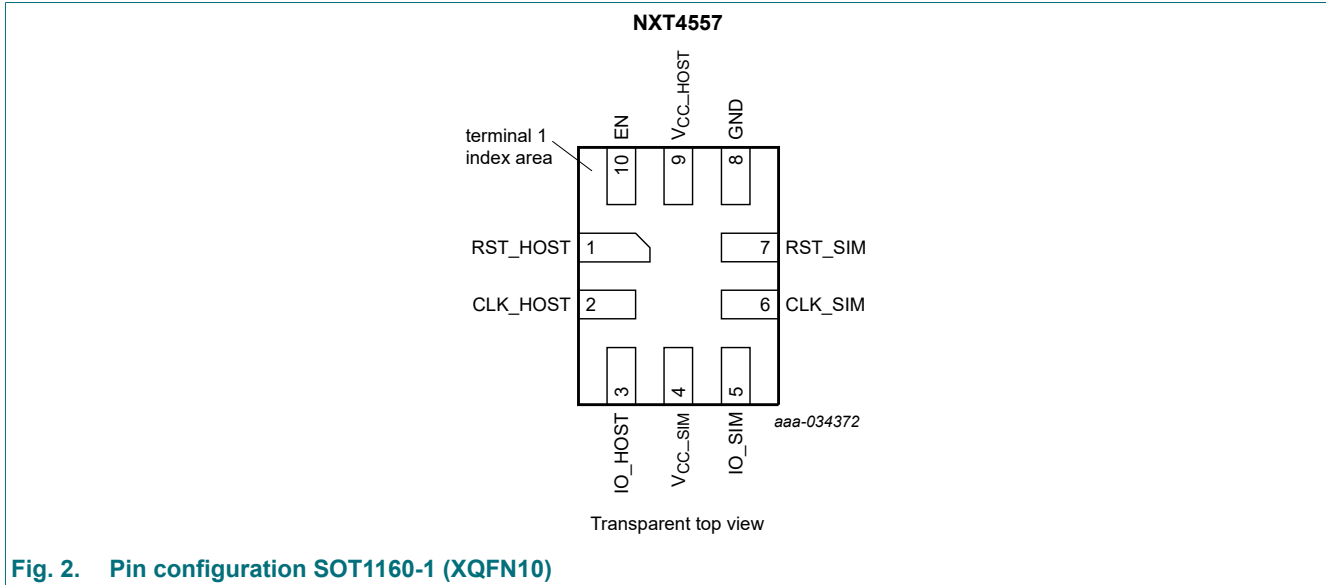 NXT4557
EN
VCC_HOST
GND
terminal 1
index area
10
9
8
RST_HOST 1
7 RST_SIM
CLK_HOST 2
6 CLK_SIM
3
4
5
IO_HOST
VCC_SIM
IO_SIM
aaa-034372
Transparent top view
Fig. 2. Pin configuration SOT1160-1 (XQFN10)